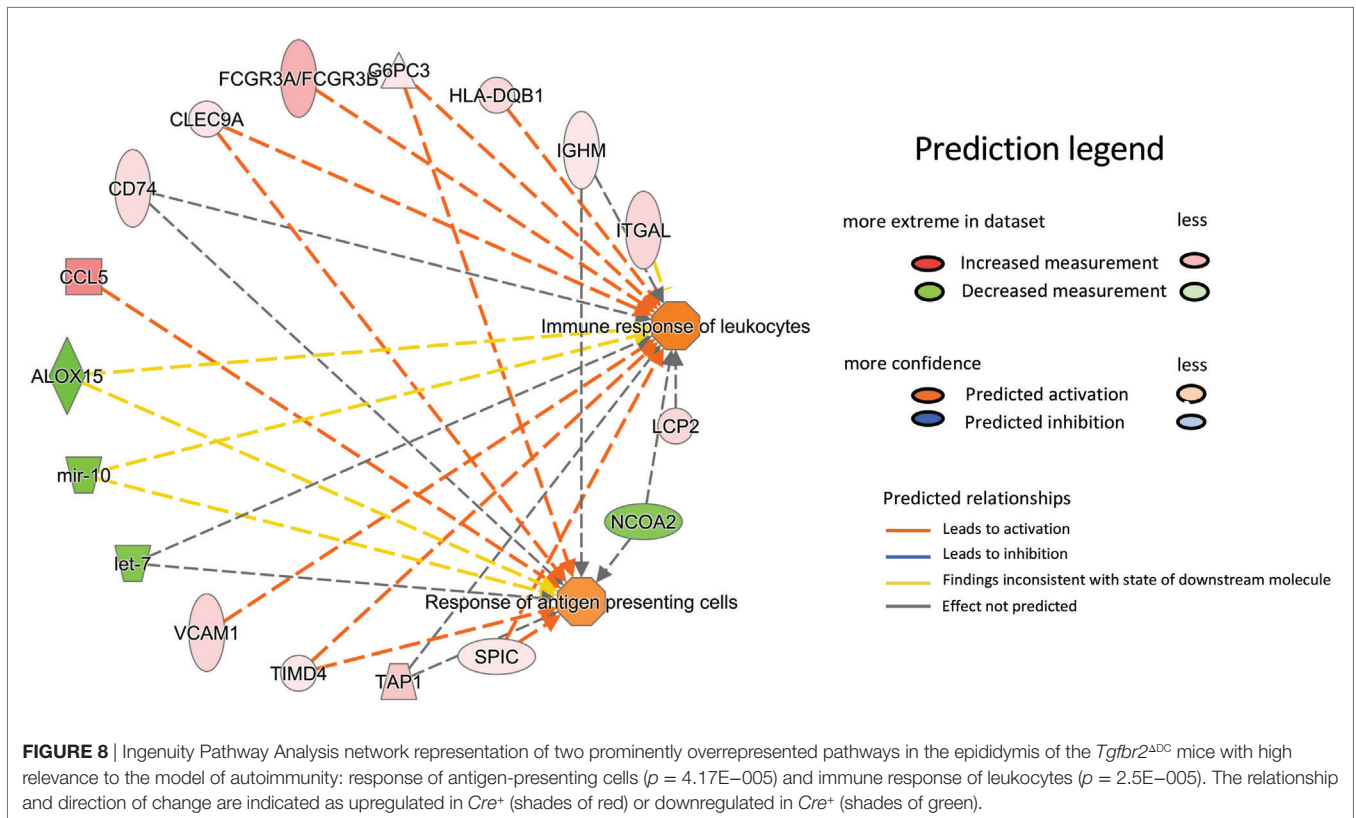 FCGR3A/FCGR3B
G6PC3
HLA-DQB1
CLEC9A
IGHM
CD74
ITGAL
CCL5
Immune response of leukocytes
ALOX15
LCP2
mir-10
NCOA2
let-7
Response of antigen presenting cells
VCAM1
TIMD4
TAP1
SPIC
Prediction legend
more extreme in dataset less
Increased measurement
Decreased measurement
more confidence less
Predicted activation
Predicted inhibition
Predicted relationships
Leads to activation
Leads to inhibition
Findings inconsistent with state of downstream molecule
Effect not predicted
FIGURE 8 | Ingenuity Pathway Analysis network representation of two prominently overrepresented pathways in the epididymis of the Tgfbr2ΔDC mice with high
relevance to the model of autoimmunity: response of antigen-presenting cells (p = 4.17E−005) and immune response of leukocytes (p = 2.5E−005). The relationship
and direction of change are indicated as upregulated in Cre+ (shades of red) or downregulated in Cre+ (shades of green).